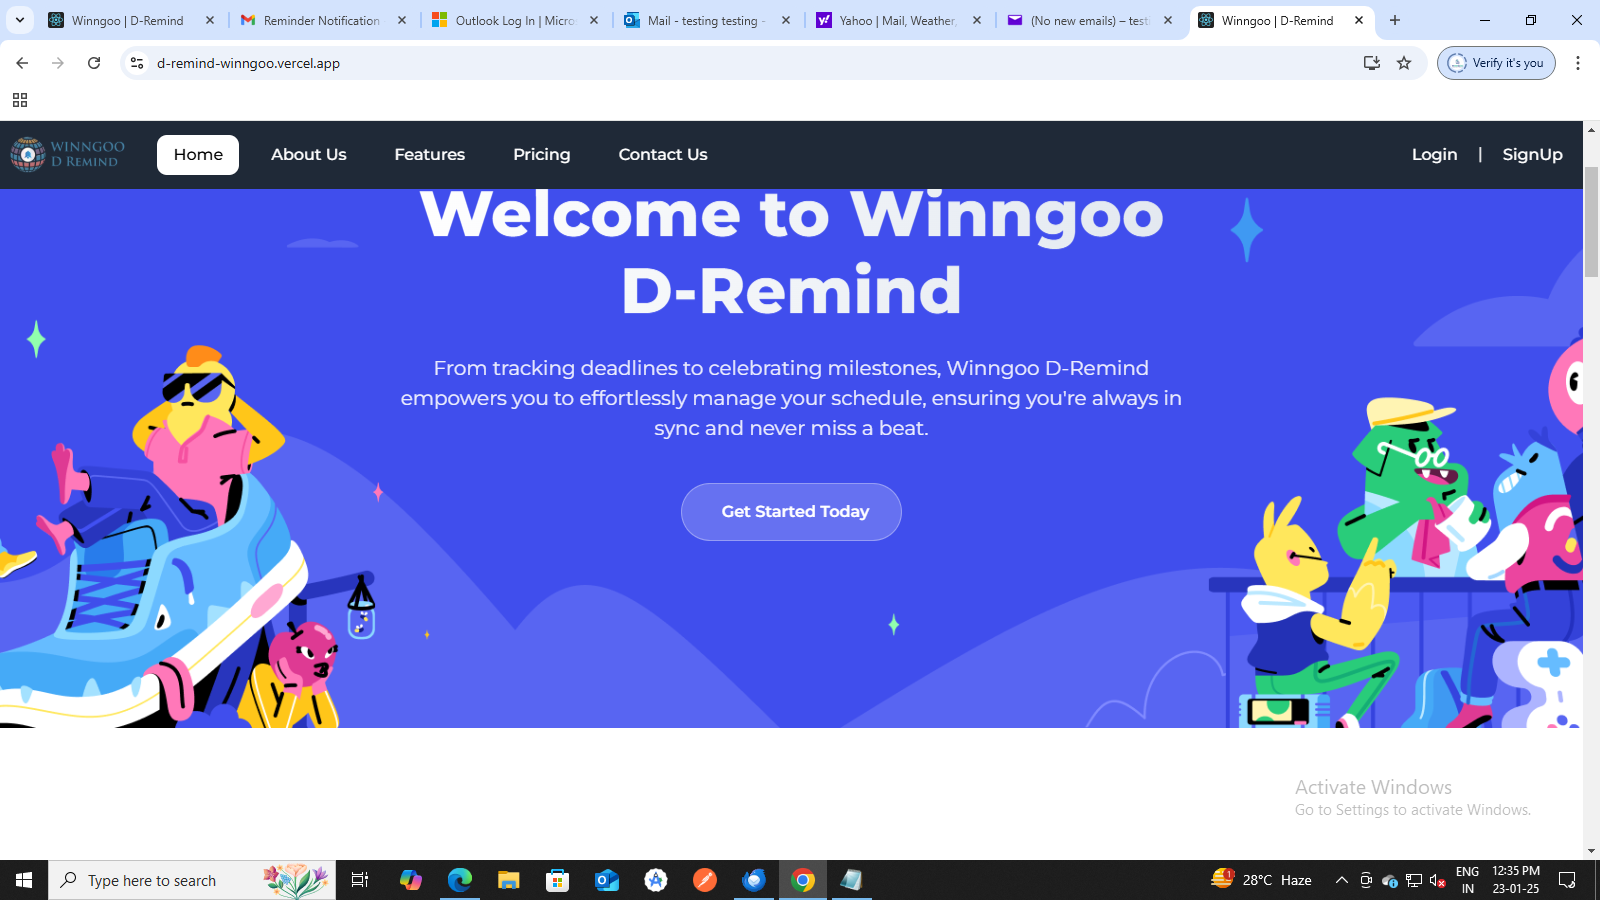 Winngoo | D-Remind
Reminder Notification
Outlook Log In | Micros
Mail - testing testing -
Yahoo | Mail, Weather,
(No new emails) – testi
Winngoo | D-Remind
d-remind-winngoo.vercel.app
Verify it's you
WINNGOO
D REMIND
Home
About Us
Features
Pricing
Contact Us
Login | SignUp
Welcome to Winngoo
D-Remind
From tracking deadlines to celebrating milestones, Winngoo D-Remind
empowers you to effortlessly manage your schedule, ensuring you're always in
sync and never miss a beat.
Get Started Today
Activate Windows
Go to Settings to activate Windows.
Type here to search
1
28°C Haze
ENG
IN
12:35 PM
23-01-25